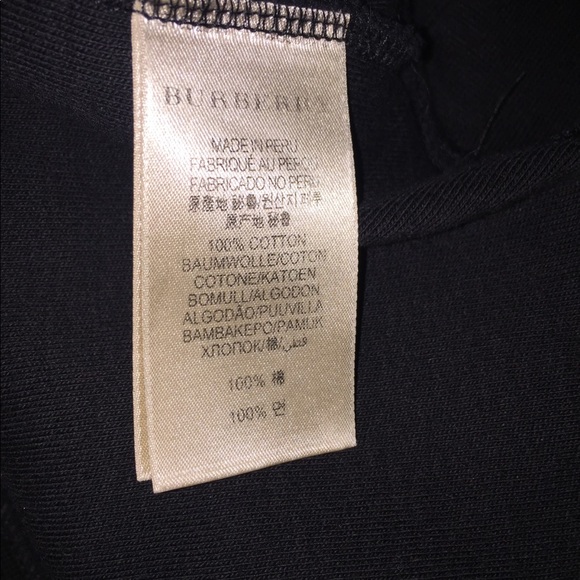 BURBERRY
MADE IN PERU
FABRIQUÉ AU PEROU
FABRICADO NO PERU
原產地 秘魯/원산지 페루
原产地 秘鲁
100% COTTON
BAUMWOLLE/COTON
COTONE/KATOEN
BOMULL/ALGODON
ALGODÃO/PUUVILLA
BAMBAKEPO/PAMUK
ХЛОПОК/棉/قطن
100% 棉
100% 면